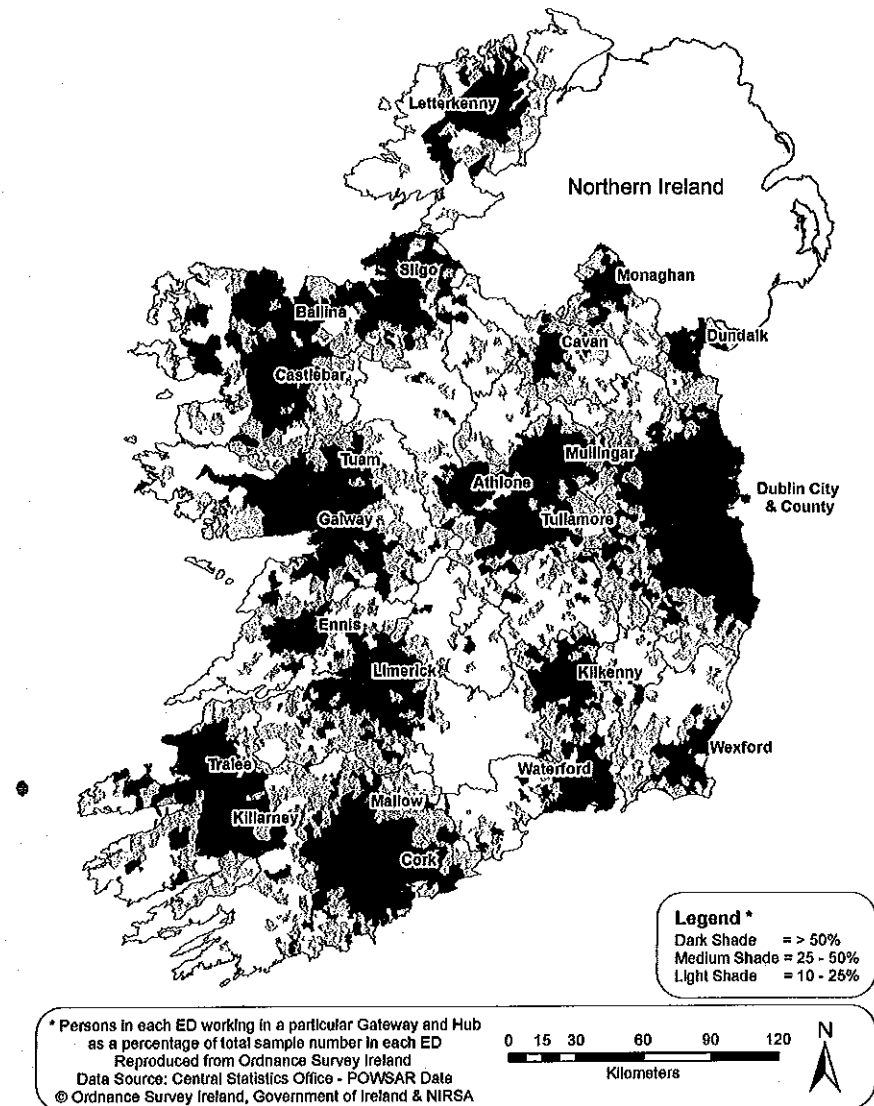 Letterkenny
Northern Ireland
Sligo
Monaghan
Ballina
Cavan
Dundalk
Castlebar
Tuam
Mullingar
Athlone
Dublin City
& County
Galway
Tullamore
Ennis
Limerick
Kilkenny
Wexford
Tralee
Waterford
Mallow
Killarney
Cork
Legend *
Dark Shade = > 50%
Medium Shade = 25 - 50%
Light Shade = 10 - 25%
* Persons in each ED working in a particular Gateway and Hub
as a percentage of total sample number in each ED
Reproduced from Ordnance Survey Ireland
Data Source: Central Statistics Office - POWSAR Data
© Ordnance Survey Ireland, Government of Ireland & NIRSA
0 15 30 60 90 120
Kilometers
N